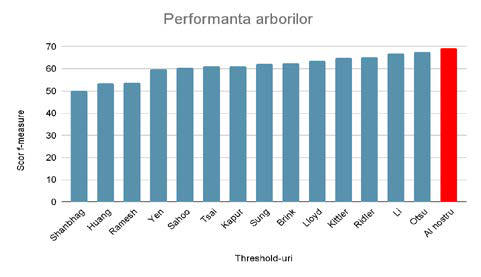 Performanta arborilor
Scor f-measure
70
60
50
40
30
20
10
0
Shanbhag
Huang
Ramesh
Yen
Sahoo
Tsai
Kapur
Sung
Brink
Lloyd
Kittler
Ridler
Li
Otsu
Al nostru
Threshold-uri